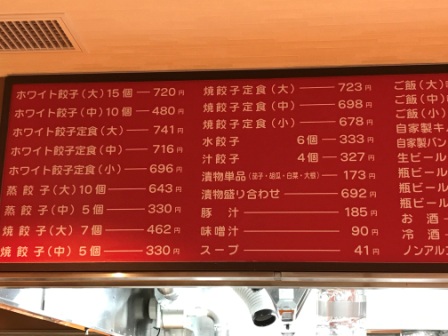 ホワイト餃子(大)15個 — 720円
ホワイト餃子(中)10個 — 480円
ホワイト餃子定食(大) — 741円
ホワイト餃子定食(中) — 716円
ホワイト餃子定食(小) — 696円
蒸餃子(大)10個 — 643円
蒸餃子(中)5個 — 330円
焼餃子(大)7個 — 462円
焼餃子(中)5個 — 330円
焼餃子定食(大) — 723円
焼餃子定食(中) — 698円
焼餃子定食(小) — 678円
水餃子 6個 — 333円
汁餃子 4個 — 327円
漬物単品(茄子・胡瓜・白菜・大根) — 173円
漬物盛り合わせ — 692円
豚汁 — 185円
味噌汁 — 90円
スープ — 41円
ご飯(大)
ご飯(中)
ご飯(小)
自家製
自家製パン
生ビール
瓶ビール
瓶ビール
お酒
冷酒
ノンアル